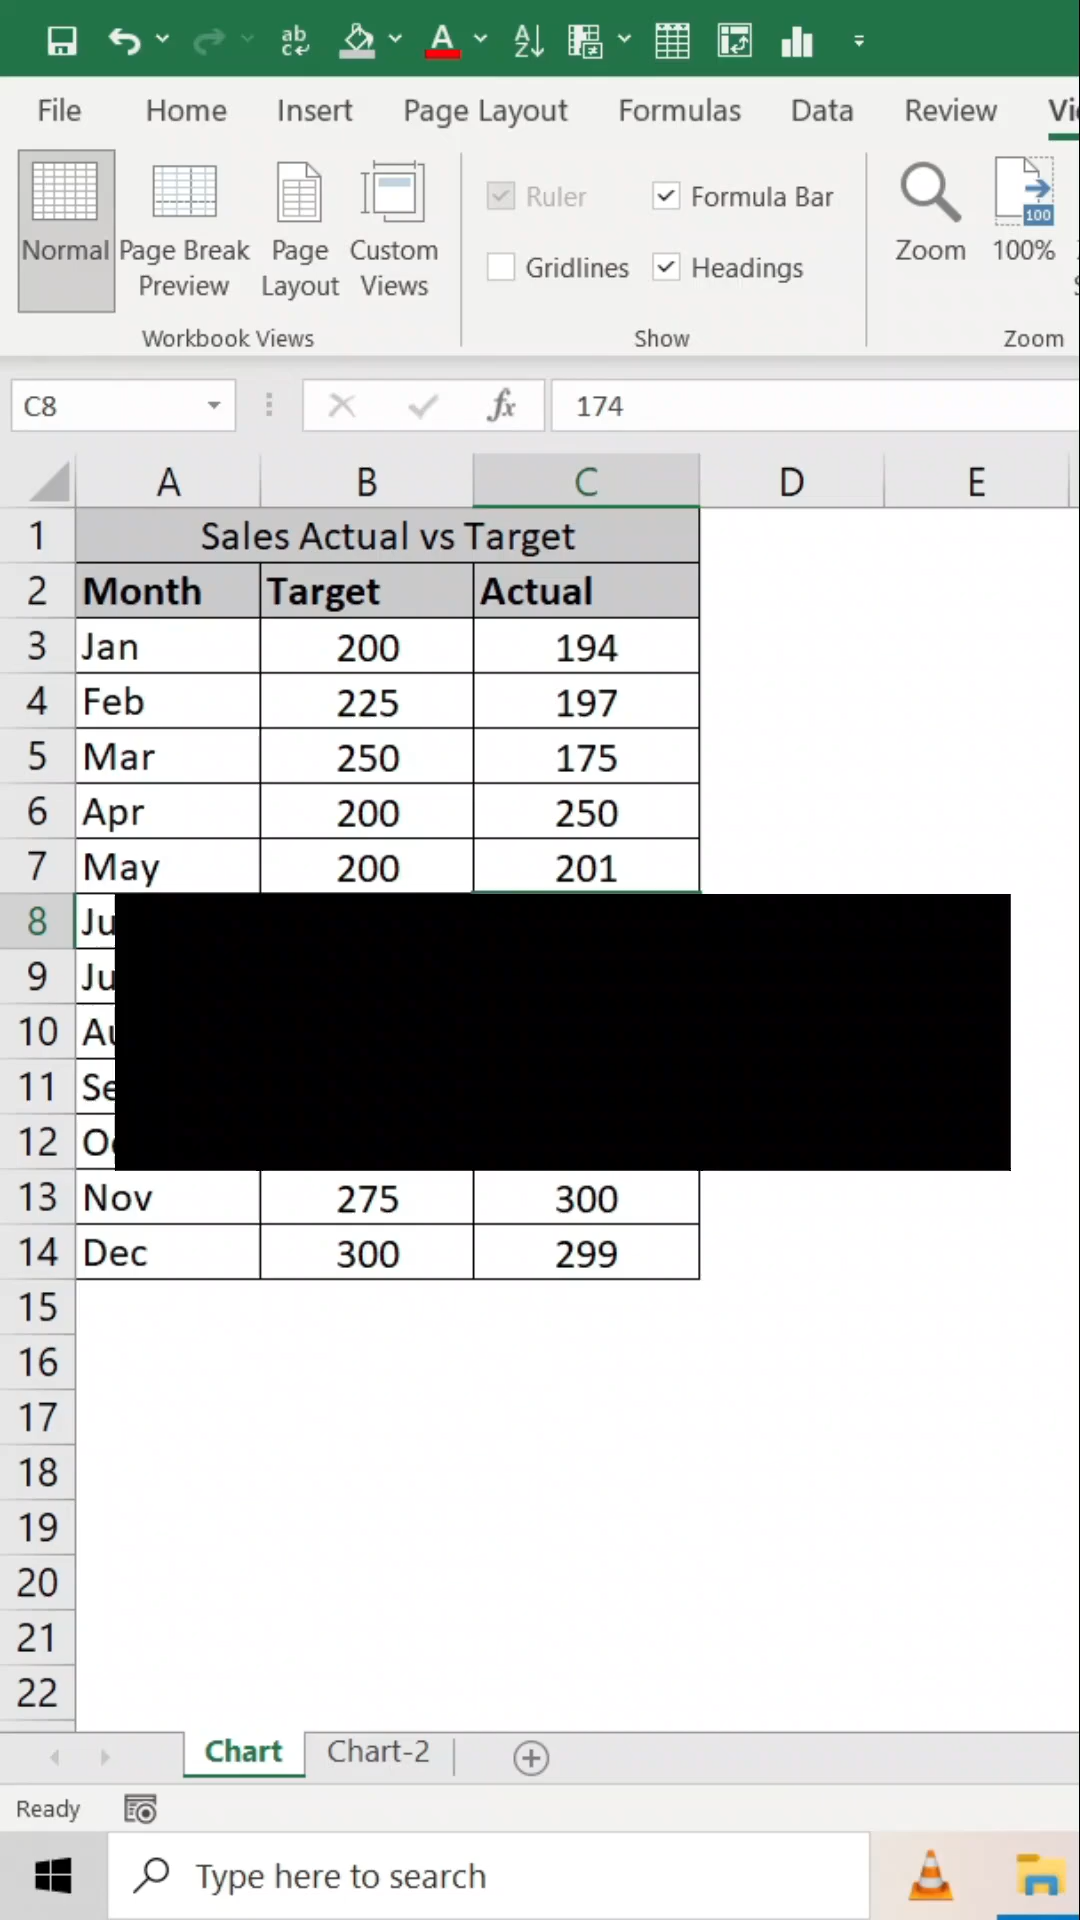 ab
c
A
A
Z
File Home Insert Page Layout Formulas Data Review
Normal Page Break Preview Page Layout Custom Views
Ruler Formula Bar
Gridlines Headings
Zoom 100%
100
Workbook Views Show Zoom
C8 fx 174
A B C D E
1 Sales Actual vs Target
2 Month Target Actual
3 Jan 200 194
4 Feb 225 197
5 Mar 250 175
6 Apr 200 250
7 May 200 201
8 Ju
9 Ju
10
11 Se
12
13 Nov 275 300
14 Dec 300 299
15
16
17
18
19
20
21
22
Chart Chart-2
Ready
Type here to search